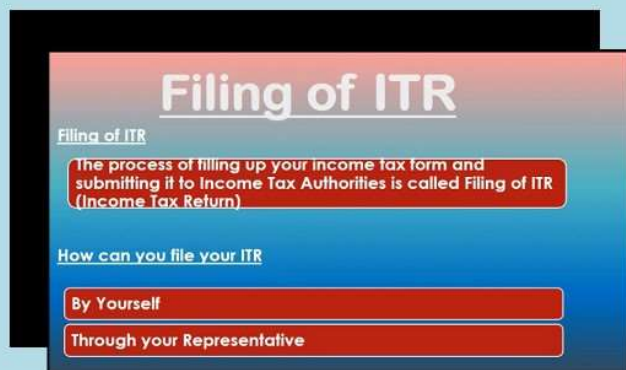 Filing of ITR
Filing of ITR
The process of filling up your income tax form and
submitting it to Income Tax Authorities is called Filing of ITR
(Income Tax Return)
How can you file your ITR
By Yourself
Through your Representative